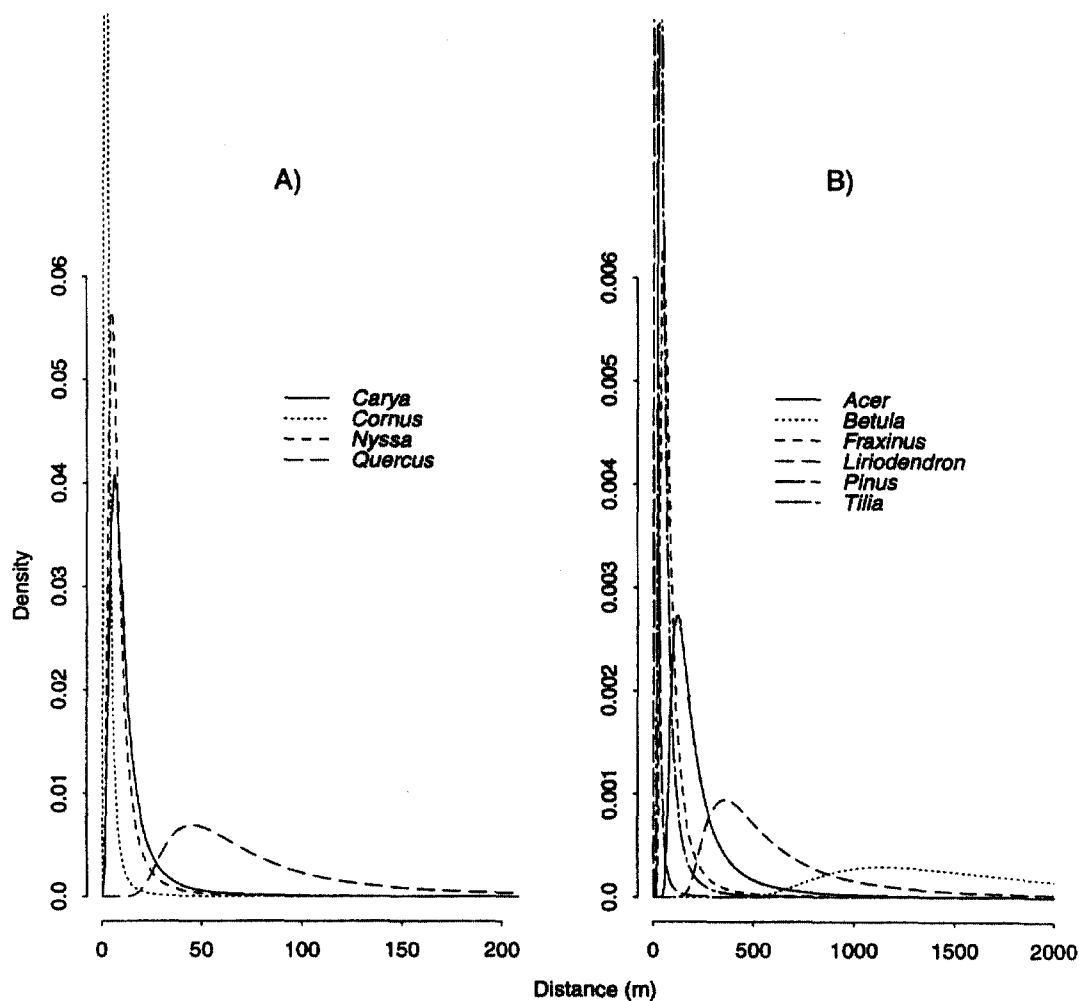 A)
0.06
0.05
0.04
0.03
0.02
0.01
0.0
Density
Carya
Cornus
Nyssa
Quercus
0
50
100
150
200
B)
0.006
0.005
0.004
0.003
0.002
0.001
0.0
Acer
Betula
Fraxinus
Liriodendron
Pinus
Tilia
0
500
1000
1500
2000
Distance (m)